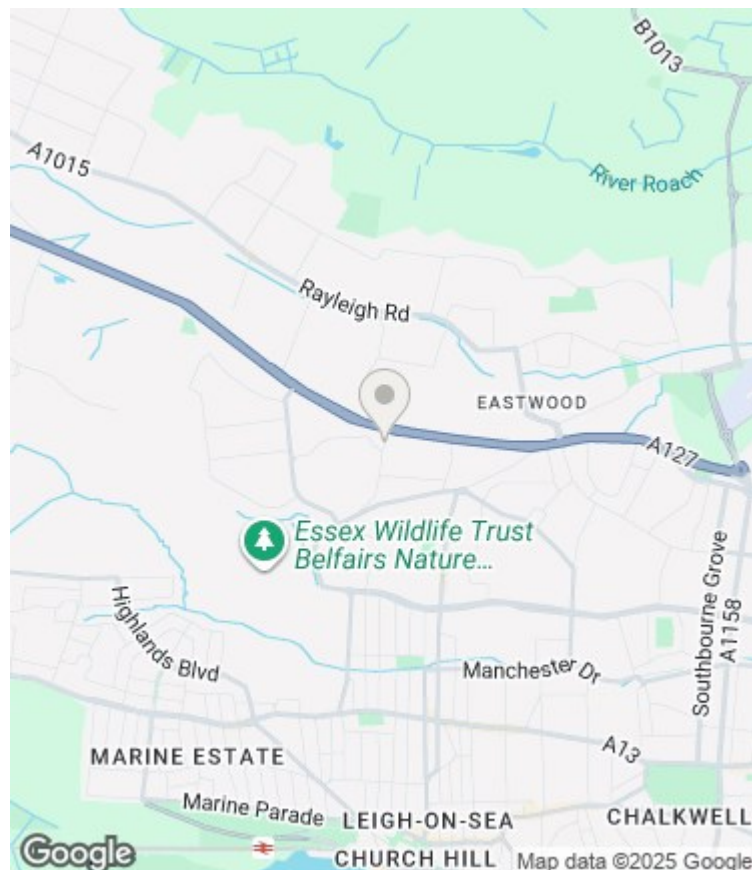 B1013
A1015
River Roach
Rayleigh Rd
EASTWOOD
A127
Essex Wildlife Trust
Belfairs Nature...
Southbourne Grove
A1158
Highlands Blvd
Manchester Dr
A13
MARINE ESTATE
Marine Parade
LEIGH-ON-SEA
CHALKWELL
CHURCH HILL
Google
Map data ©2025 Google